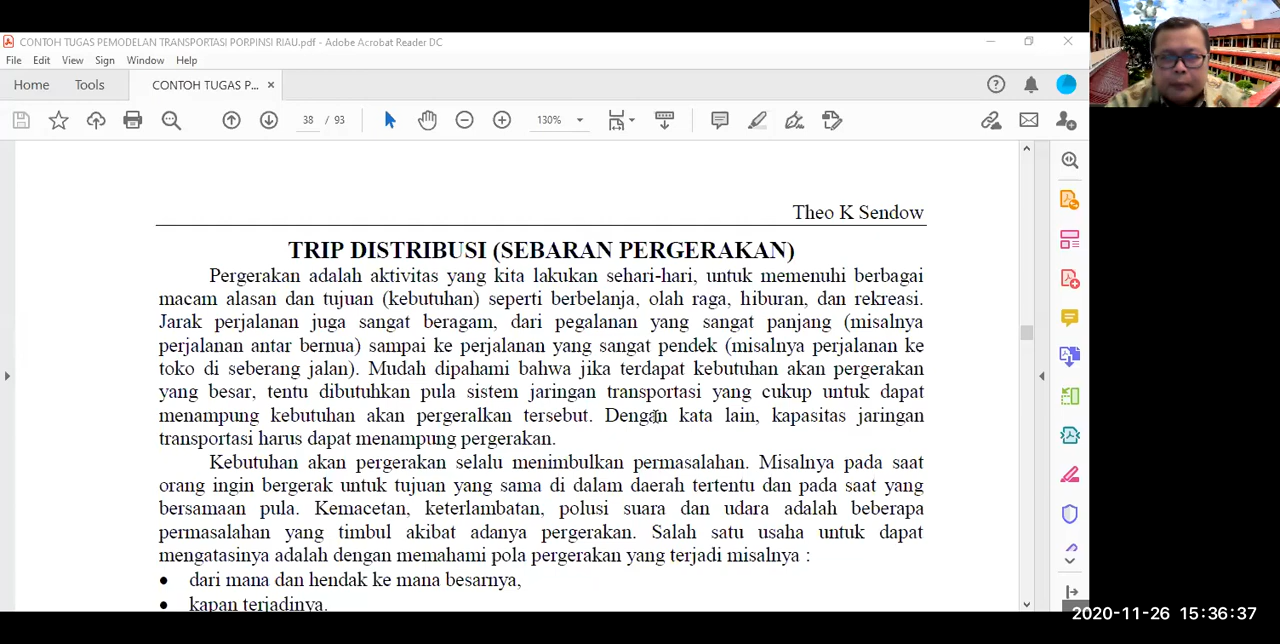 CONTOH TUGAS PEMODELAN TRANSPORTASI PORPINSI RIAU.pdf - Adobe Acrobat Reader DC
File Edit View Sign Window Help
Home Tools CONTOH TUGAS P...
38 / 93 130%
Theo K Sendow
TRIP DISTRIBUSI (SEBARAN PERGERAKAN)
Pergerakan adalah aktivitas yang kita lakukan sehari-hari, untuk memenuhi berbagai
macam alasan dan tujuan (kebutuhan) seperti berbelanja, olah raga, hiburan, dan rekreasi.
Jarak perjalanan juga sangat beragam, dari pegalanan yang sangat panjang (misalnya
perjalanan antar bernua) sampai ke perjalanan yang sangat pendek (misalnya perjalanan ke
toko di seberang jalan). Mudah dipahami bahwa jika terdapat kebutuhan akan pergerakan
yang besar, tentu dibutuhkan pula sistem jaringan transportasi yang cukup untuk dapat
menampung kebutuhan akan pergeralkan tersebut. Dengan kata lain, kapasitas jaringan
transportasi harus dapat menampung pergerakan.
Kebutuhan akan pergerakan selalu menimbulkan permasalahan. Misalnya pada saat
orang ingin bergerak untuk tujuan yang sama di dalam daerah tertentu dan pada saat yang
bersamaan pula. Kemacetan, keterlambatan, polusi suara dan udara adalah beberapa
permasalahan yang timbul akibat adanya pergerakan. Salah satu usaha untuk dapat
mengatasinya adalah dengan memahami pola pergerakan yang terjadi misalnya :
• dari mana dan hendak ke mana besarnya,
• kapan terjadinya.
2020-11-26 15:36:37